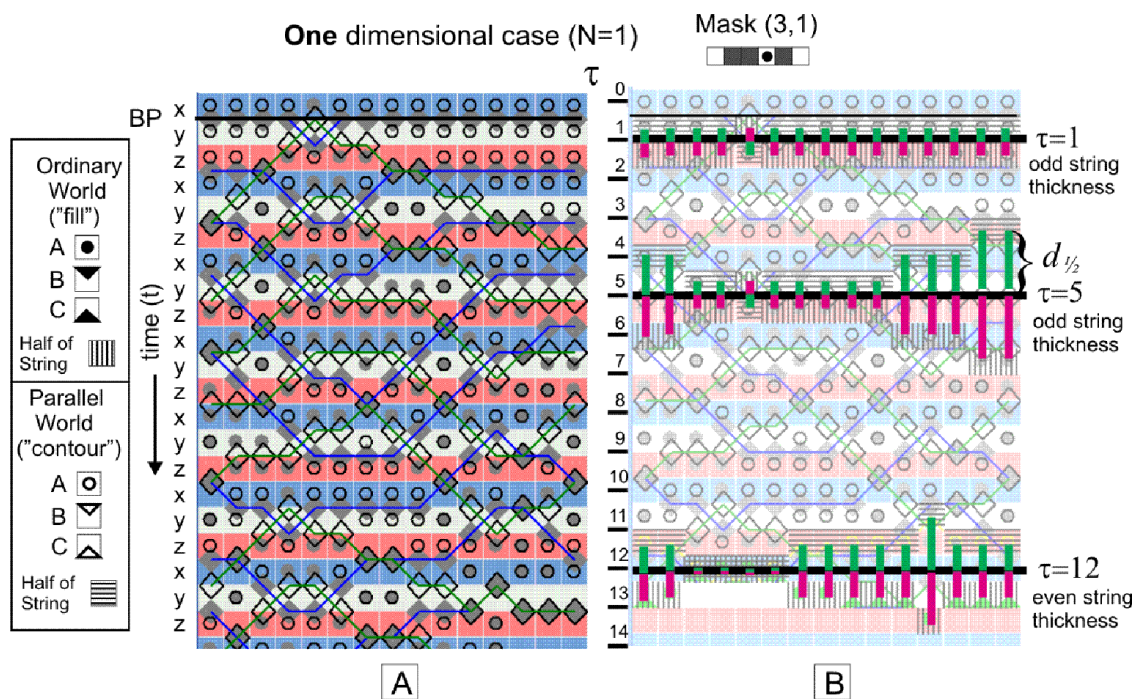 One dimensional case (N=1)
Mask (3,1)
τ
BP
x
y
z
x
y
z
x
y
z
x
y
z
x
y
z
x
y
z
x
y
z
time (t)
Ordinary
World
("fill")
A
B
C
Half of
String
Parallel
World
("contour")
A
B
C
Half of
String
A
0
1
2
3
4
5
6
7
8
9
10
11
12
13
14
τ=1
odd string
thickness
d ½
τ=5
odd string
thickness
τ=12
even string
thickness
B